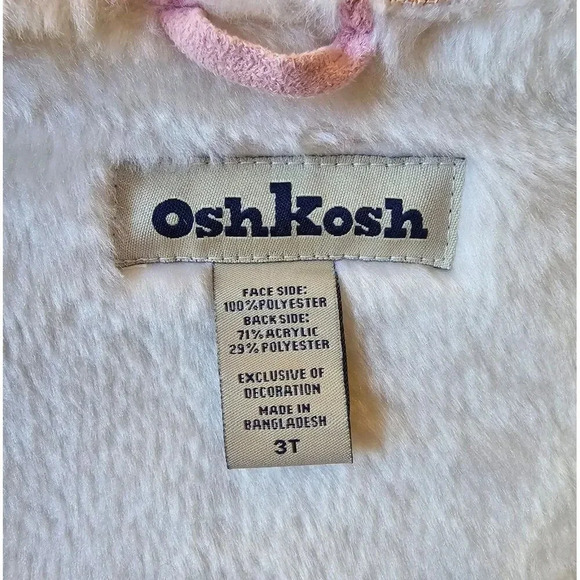 OshKosh
FACE SIDE:
100% POLYESTER
BACK SIDE:
71% ACRYLIC
29% POLYESTER
EXCLUSIVE OF
DECORATION
MADE IN
BANGLADESH
3T